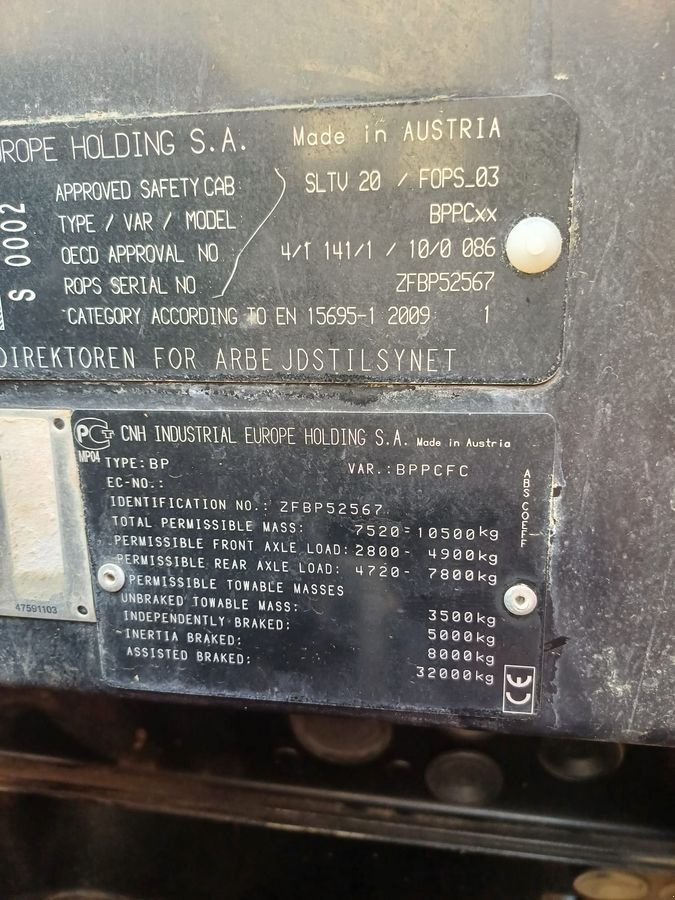 EUROPE HOLDING S.A. Made in AUSTRIA
APPROVED SAFETY CAB SLTV 20 / FOPS_03
TYPE / VAR / MODEL BPPCxx
OECD APPROVAL NO 4/1 141/1 / 10/0 086
ROPS SERIAL NO ZFBP52567
CATEGORY ACCORDING TO EN 15695-1 2009 1
DIREKTOREN FOR ARBEJDSTILSYNET
S 0002
CNH INDUSTRIAL EUROPE HOLDING S.A. Made in Austria
MP04
TYPE: BP VAR.: BPPCFC
EC-NO.:
IDENTIFICATION NO.: ZFBP52567
TOTAL PERMISSIBLE MASS: 7520-10500kg
PERMISSIBLE FRONT AXLE LOAD: 2800- 4900kg
PERMISSIBLE REAR AXLE LOAD: 4720- 7800kg
PERMISSIBLE TOWABLE MASSES
UNBRAKED TOWABLE MASS: 3500kg
INDEPENDENTLY BRAKED: 5000kg
INERTIA BRAKED: 8000kg
ASSISTED BRAKED: 32000kg
ABS COEFF
CE
47591103